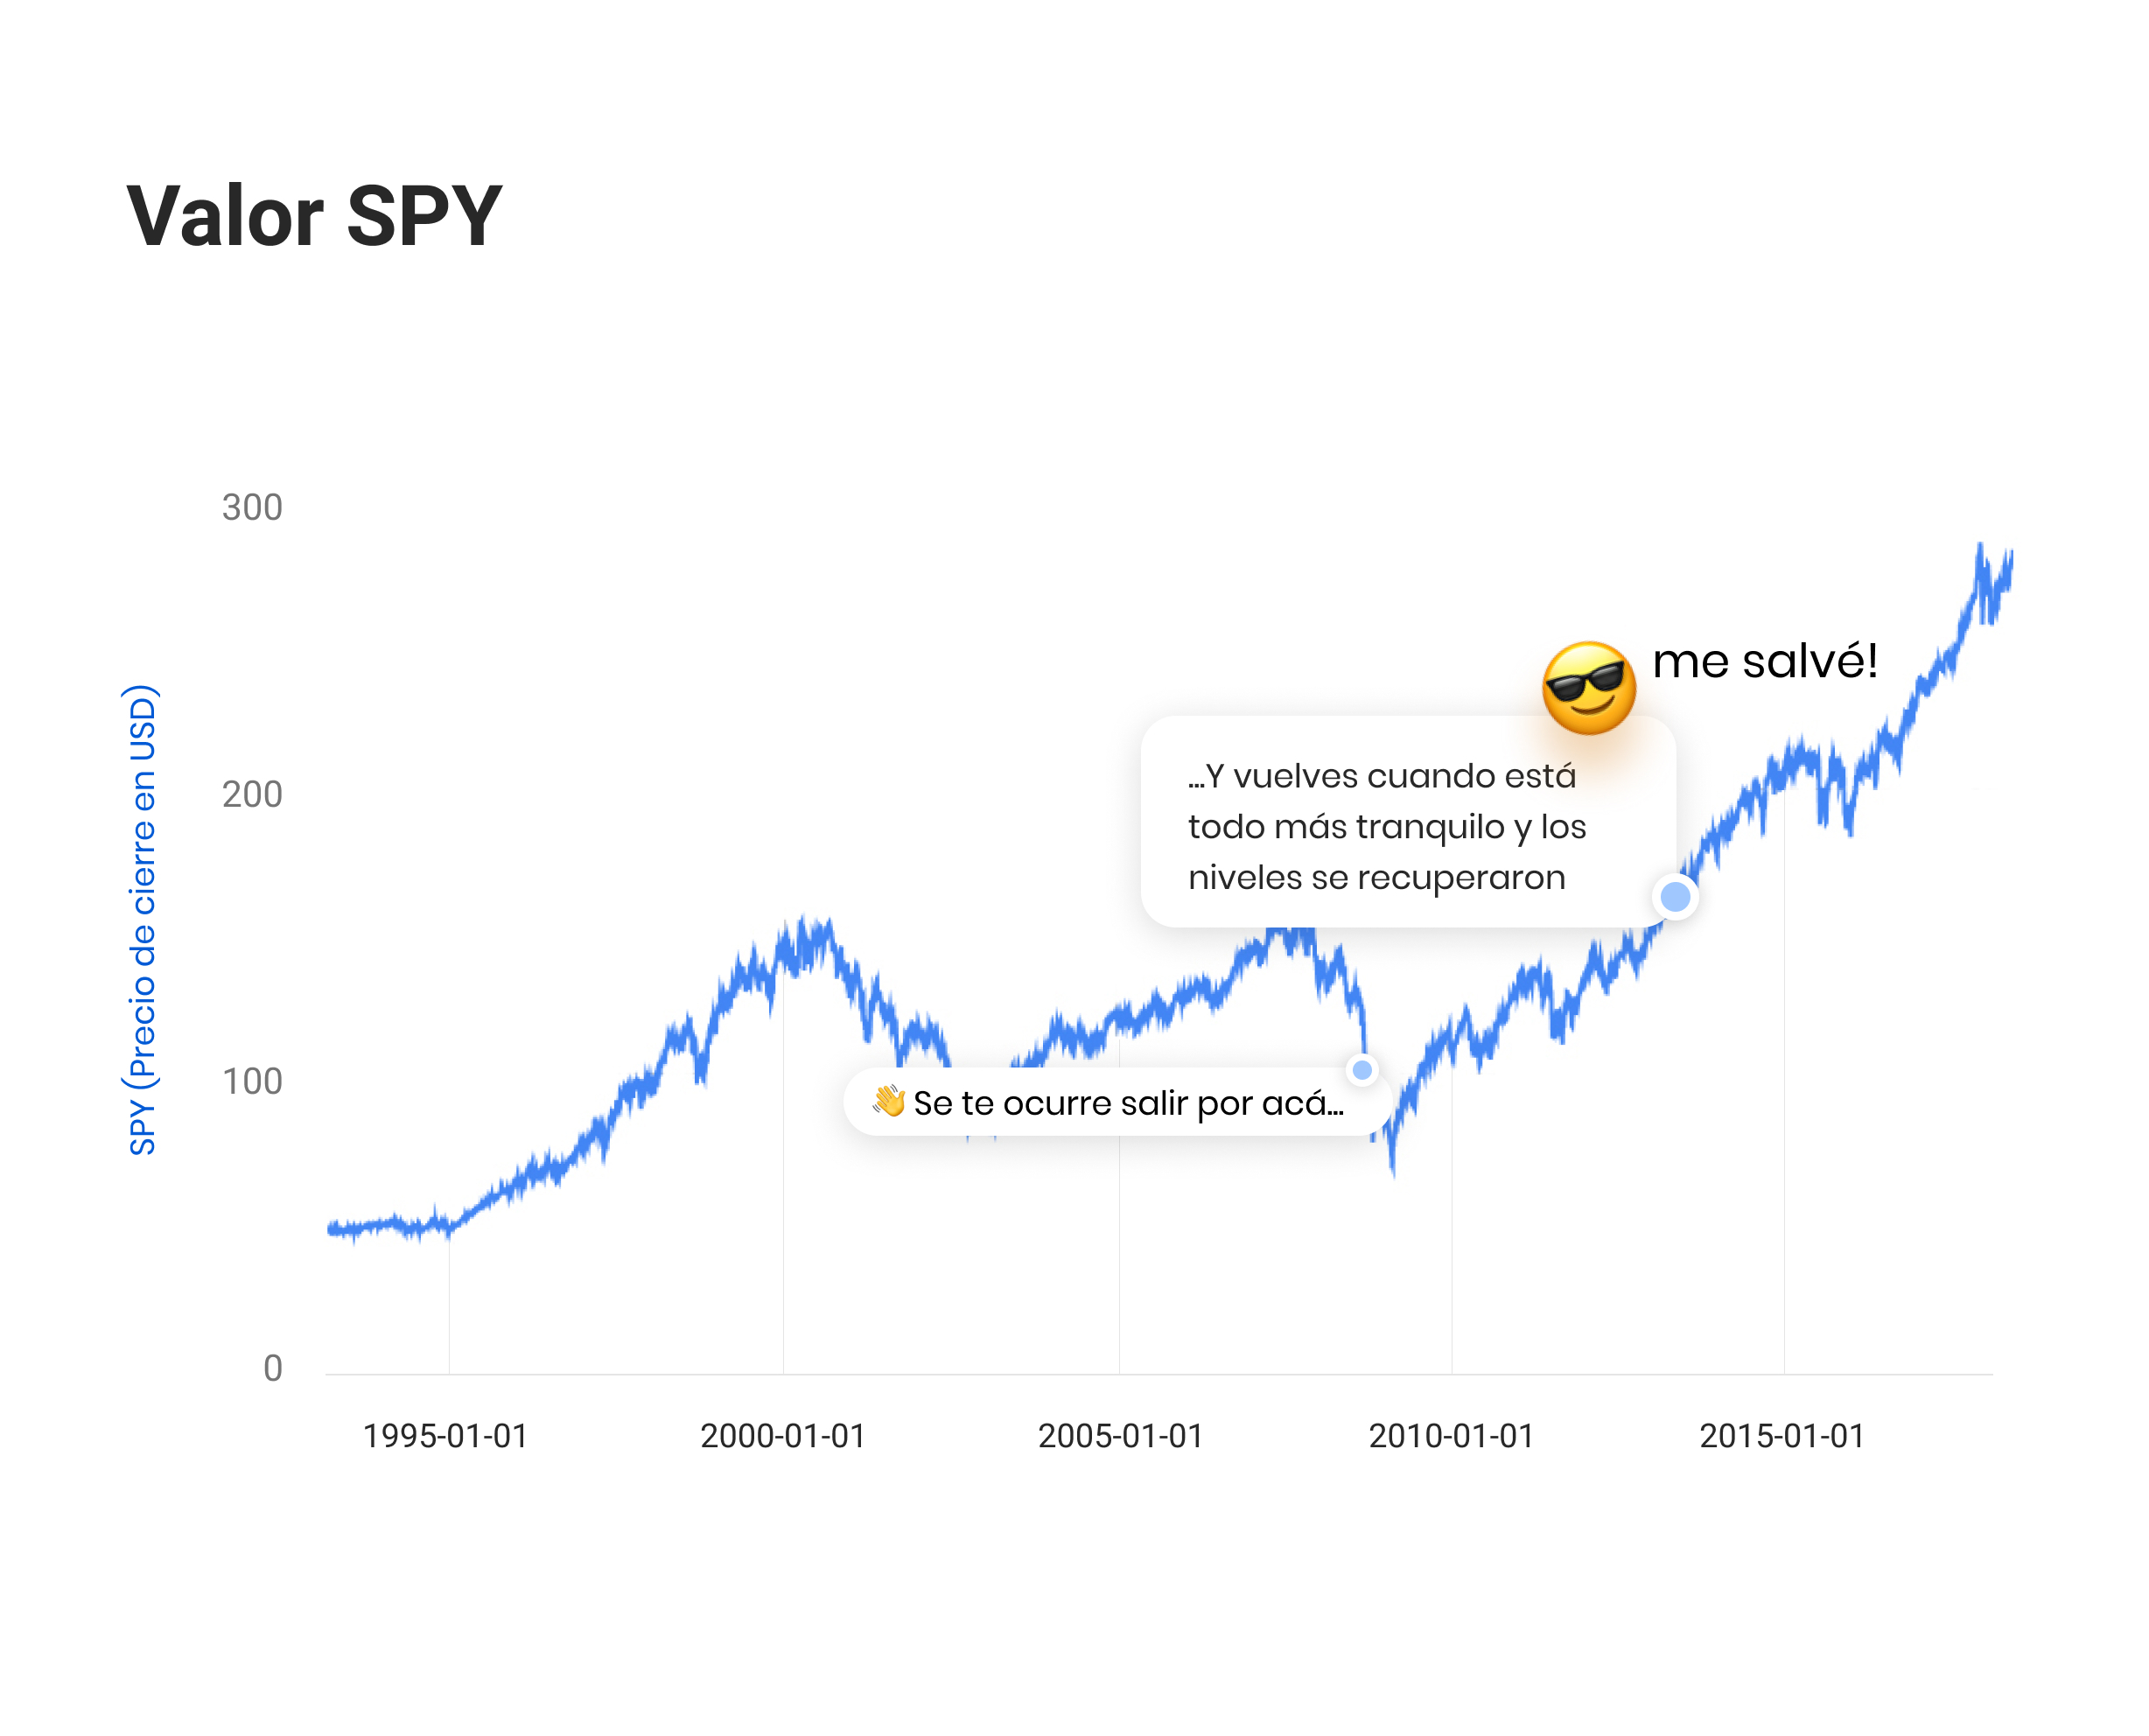 Valor SPY
300
me salvé!
...Y vuelves cuando está
todo más tranquilo y los
niveles se recuperaron
200
SPY (Precio de cierre en USD)
100
👋 Se te ocurre salir por acá...
0
1995-01-01 2000-01-01 2005-01-01 2010-01-01 2015-01-01